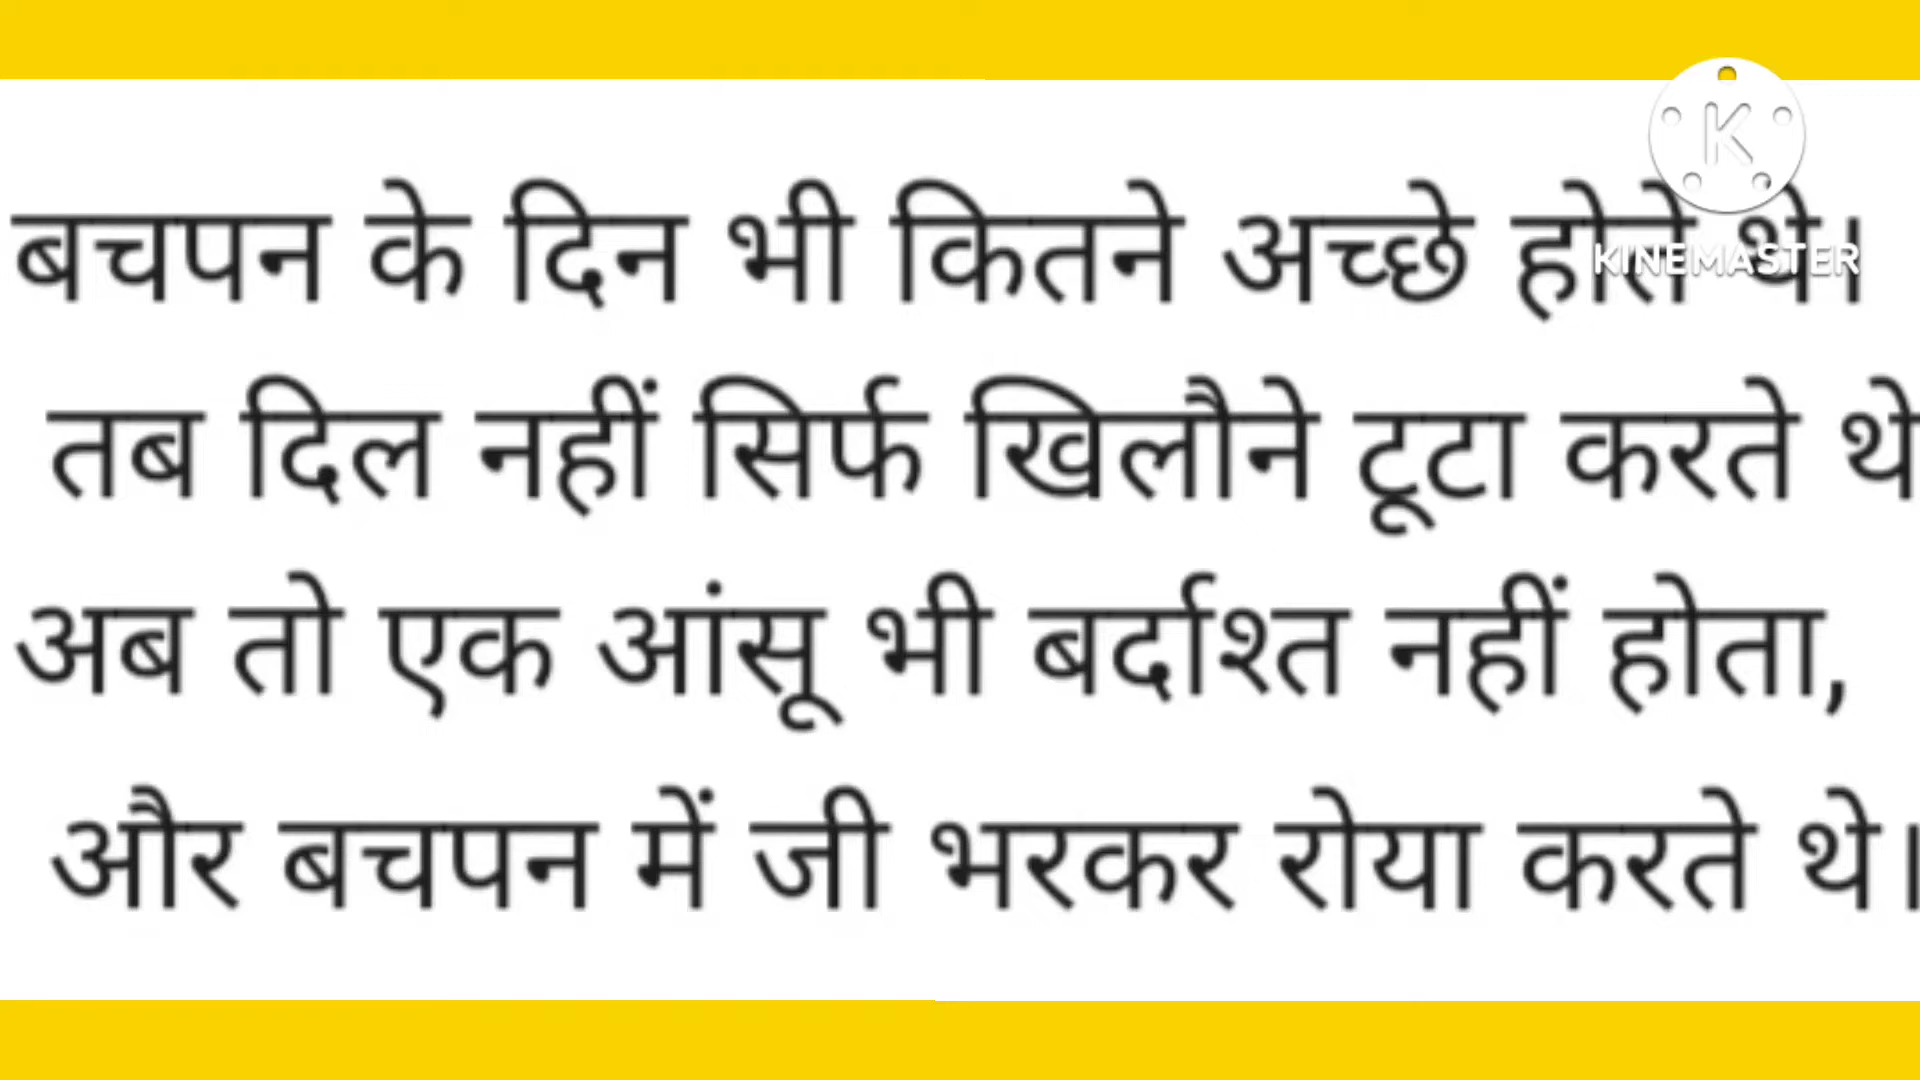 बचपन के दिन भी कितने अच्छे होते थे।
KINEMASTER
तब दिल नहीं सिर्फ खिलौने टूटा करते थे
अब तो एक आंसू भी बर्दाश्त नहीं होता,
और बचपन में जी भरकर रोया करते थे।